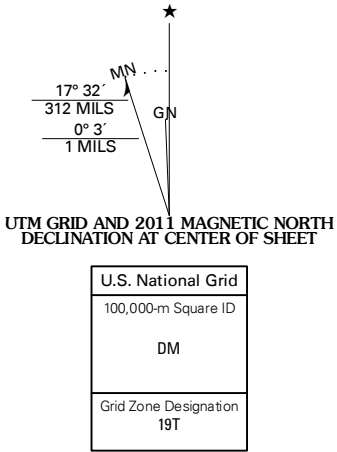 ★
MN
GN
17° 32´
312 MILS
0° 3´
1 MILS
UTM GRID AND 2011 MAGNETIC NORTH
DECLINATION AT CENTER OF SHEET
U.S. National Grid
100,000-m Square ID
DM
Grid Zone Designation
19T